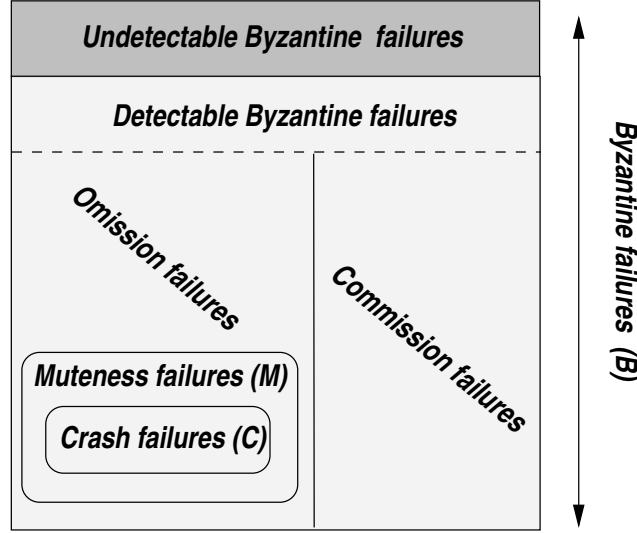 Undetectable Byzantine failures
Detectable Byzantine failures
Omission failures
Commission failures
Muteness failures (M)
Crash failures (C)
Byzantine failures (B)